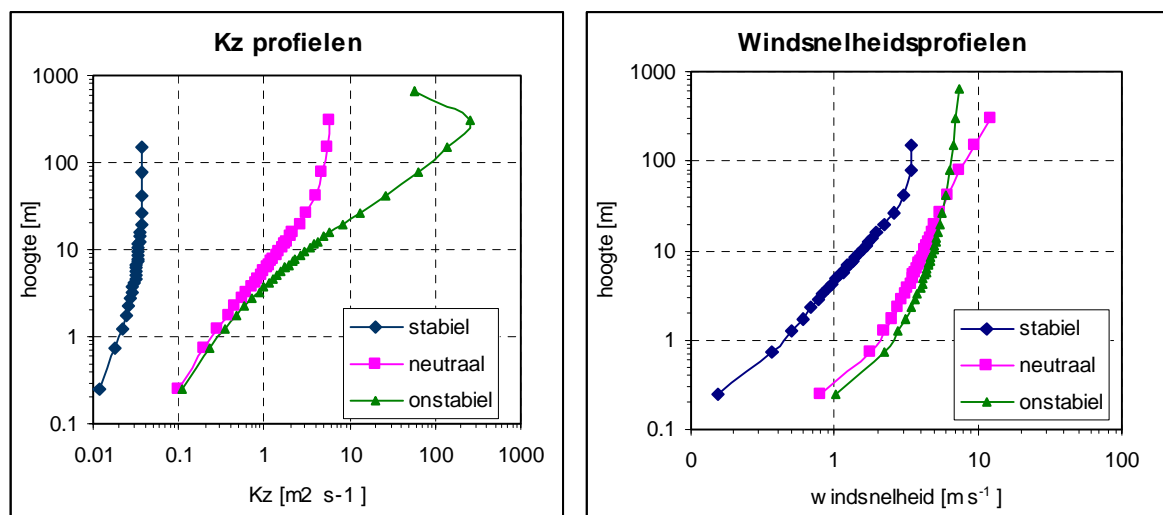 Kz profielen
1000
100
10
1
0.1
hoogte [m]
0.01
0.1
1
10
100
1000
Kz [m2 s-1]
stabiel
neutraal
onstabiel
Windsnelheidsprofielen
1000
100
10
1
0.1
hoogte [m]
0
1
10
100
windsnelheid [m s-1]
stabiel
neutraal
onstabiel